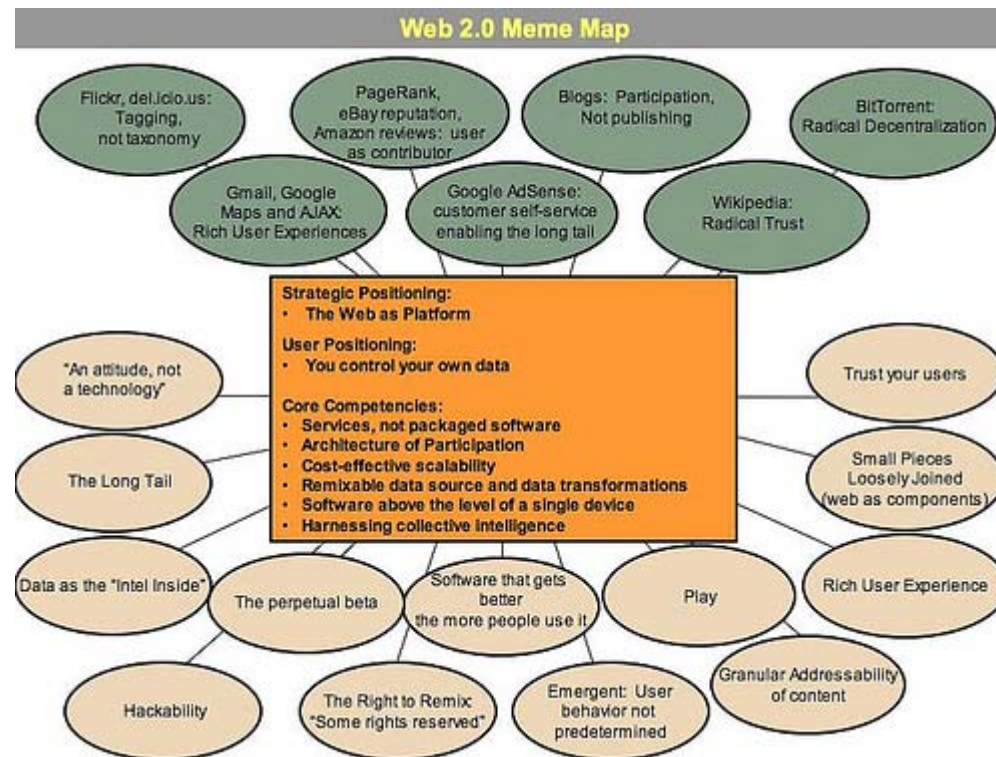 Web 2.0 Meme Map
Flickr, del.icio.us:
Tagging,
not taxonomy
PageRank,
eBay reputation,
Amazon reviews: user
as contributor
Blogs: Participation,
Not publishing
BitTorrent:
Radical Decentralization
Gmail, Google
Maps and AJAX:
Rich User Experiences
Google AdSense:
customer self-service
enabling the long tail
Wikipedia:
Radical Trust
Strategic Positioning:
• The Web as Platform
User Positioning:
• You control your own data
Core Competencies:
• Services, not packaged software
• Architecture of Participation
• Cost-effective scalability
• Remixable data source and data transformations
• Software above the level of a single device
• Harnessing collective intelligence
"An attitude, not
a technology"
Trust your users
The Long Tail
Small Pieces
Loosely Joined
(web as components)
Data as the "Intel Inside"
The perpetual beta
Software that gets
better
the more people use it
Play
Rich User Experience
Hackability
The Right to Remix:
"Some rights reserved"
Emergent: User
behavior not
predetermined
Granular Addressability
of content